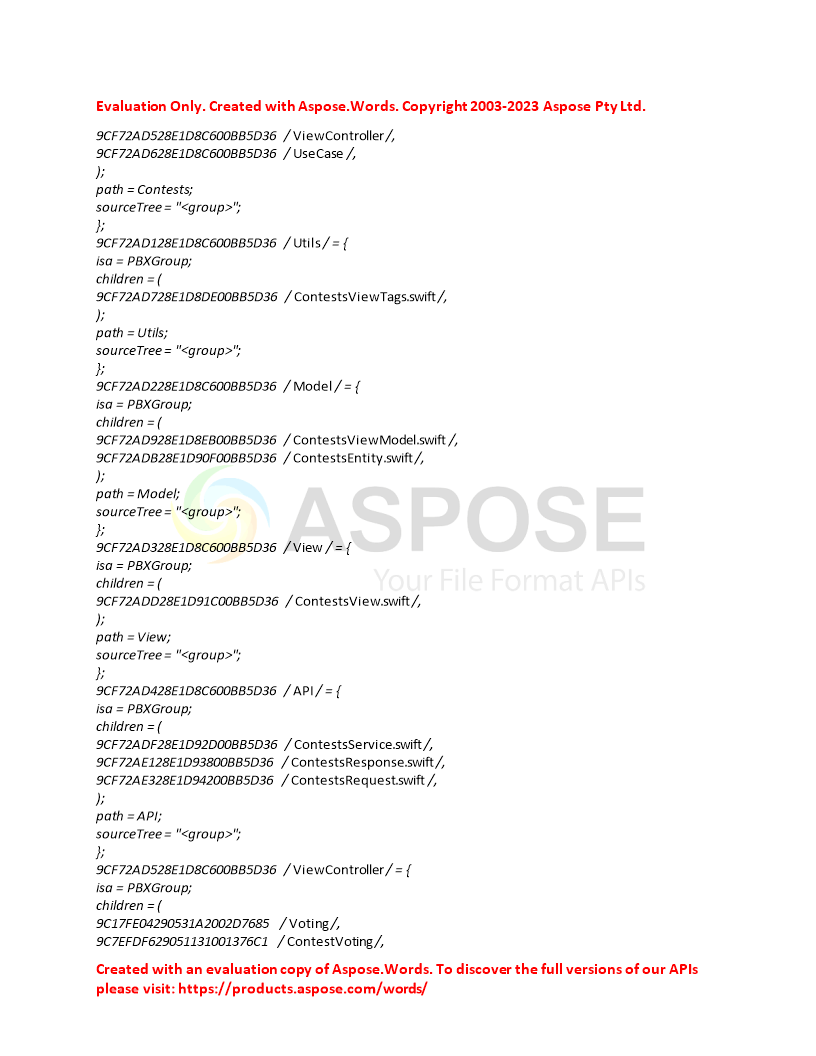 Evaluation Only. Created with Aspose.Words. Copyright 2003-2023 Aspose Pty Ltd.
9CF72AD528E1D8C600BB5D36 / ViewController /,
9CF72AD628E1D8C600BB5D36 / UseCase /,
);
path = Contests;
sourceTree = "<group>";
};
9CF72AD128E1D8C600BB5D36 / Utils / = {
isa = PBXGroup;
children = (
9CF72AD728E1D8DE00BB5D36 / ContestsViewTags.swift /,
);
path = Utils;
sourceTree = "<group>";
};
9CF72AD228E1D8C600BB5D36 / Model / = {
isa = PBXGroup;
children = (
9CF72AD928E1D8EB00BB5D36 / ContestsViewModel.swift /,
9CF72ADB28E1D90F00BB5D36 / ContestsEntity.swift /,
);
path = Model;
sourceTree = "<group>";
};
ASPOSE
9CF72AD328E1D8C600BB5D36 / View / = {
isa = PBXGroup;
Your File Format APIs
children = (
9CF72ADD28E1D91C00BB5D36 / ContestsView.swift /,
);
path = View;
sourceTree = "<group>";
};
9CF72AD428E1D8C600BB5D36 / API / = {
isa = PBXGroup;
children = (
9CF72ADF28E1D92D00BB5D36 / ContestsService.swift /,
9CF72AE128E1D93800BB5D36 / ContestsResponse.swift /,
9CF72AE328E1D94200BB5D36 / ContestsRequest.swift /,
);
path = API;
sourceTree = "<group>";
};
9CF72AD528E1D8C600BB5D36 / ViewController / = {
isa = PBXGroup;
children = (
9C17FE04290531A2002D7685 / Voting /,
9C7EFDF629051131001376C1 / ContestVoting /,
Created with an evaluation copy of Aspose.Words. To discover the full versions of our APIs
please visit: https://products.aspose.com/words/